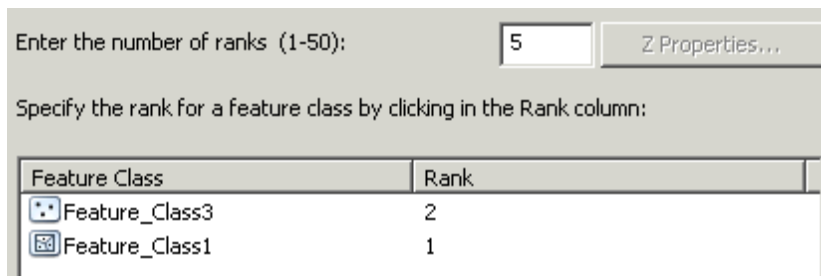 Enter the number of ranks (1-50): 5 Z Properties...
Specify the rank for a feature class by clicking in the Rank column:
Feature Class Rank
Feature_Class3 2
Feature_Class1 1